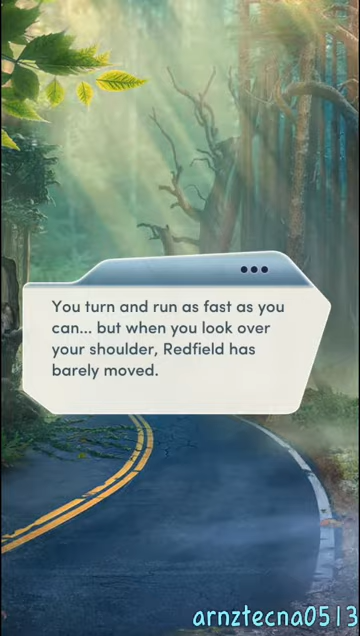 You turn and run as fast as you
can... but when you look over
your shoulder, Redfield has
barely moved.
arnztecna0513